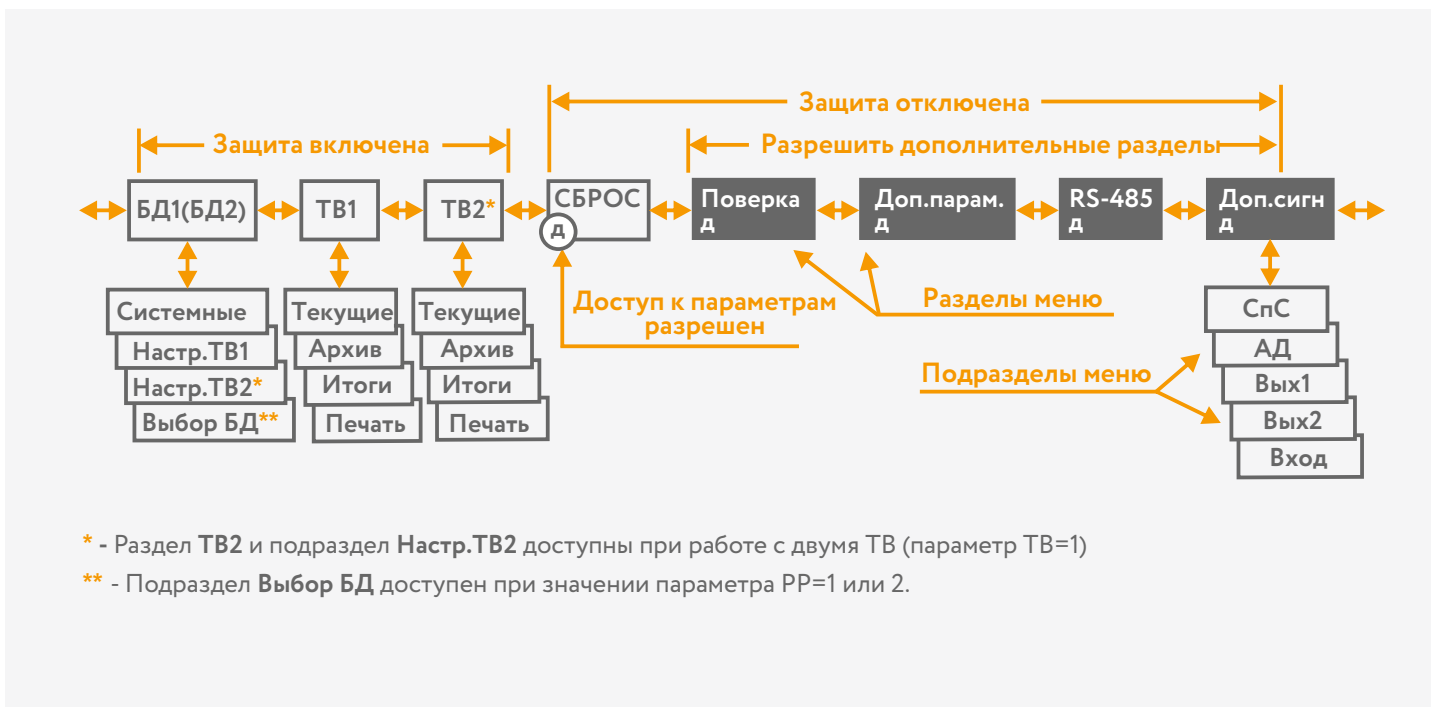 Защита отключена
Защита включена
Разрешить дополнительные разделы
БД1(БД2)
ТВ1
ТВ2*
СБРОС
д
Поверка
д
Доп.парам.
д
RS-485
д
Доп.сигн
д
Системные
Настр.ТВ1
Настр.ТВ2*
Выбор БД**
Текущие
Архив
Итоги
Печать
Текущие
Архив
Итоги
Печать
Доступ к параметрам
разрешен
Разделы меню
Подразделы меню
СпС
АД
Вых1
Вых2
Вход
* - Раздел ТВ2 и подраздел Настр.ТВ2 доступны при работе с двумя ТВ (параметр ТВ=1)
** - Подраздел Выбор БД доступен при значении параметра РР=1 или 2.